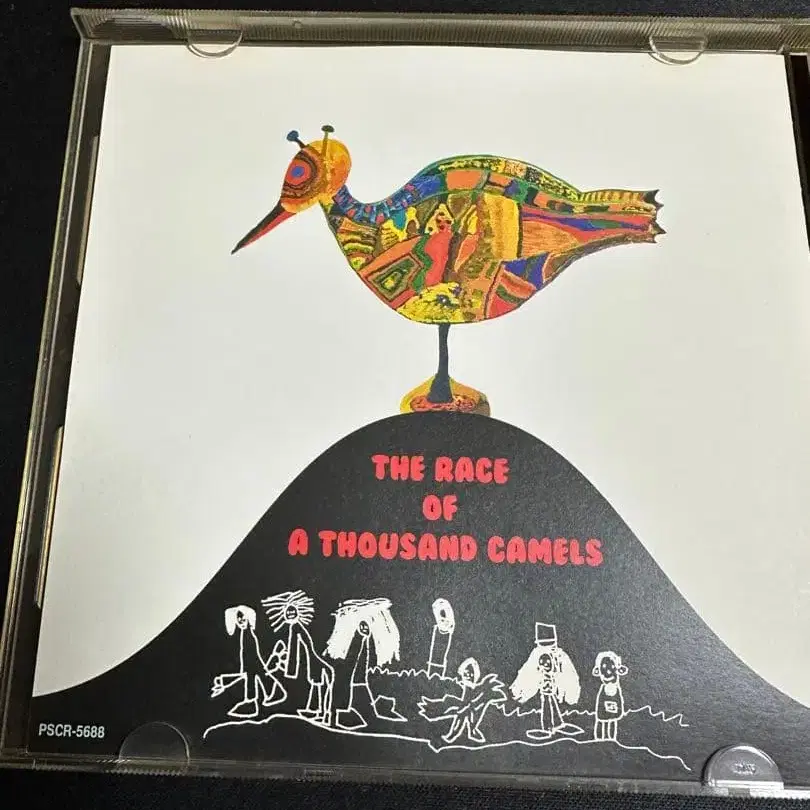 THE RACE
OF
A THOUSAND CAMELS
PSCR-5688